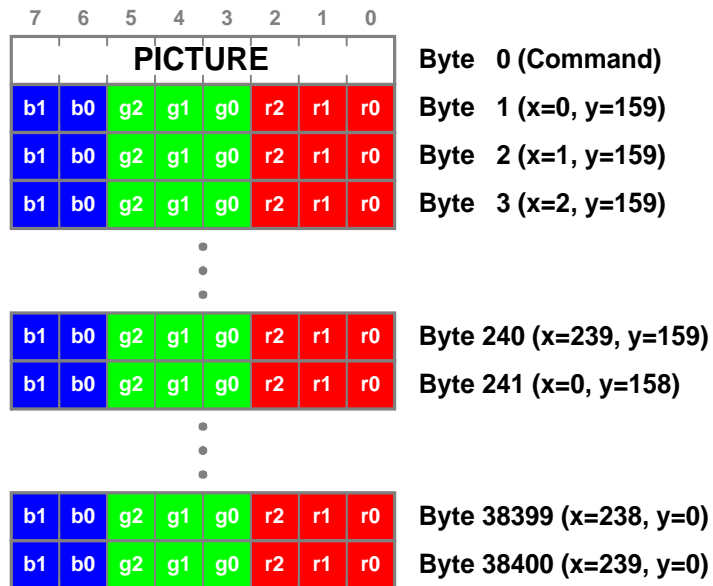 7 6 5 4 3 2 1 0
PICTURE Byte 0 (Command)
b1 b0 g2 g1 g0 r2 r1 r0 Byte 1 (x=0, y=159)
b1 b0 g2 g1 g0 r2 r1 r0 Byte 2 (x=1, y=159)
b1 b0 g2 g1 g0 r2 r1 r0 Byte 3 (x=2, y=159)
b1 b0 g2 g1 g0 r2 r1 r0 Byte 240 (x=239, y=159)
b1 b0 g2 g1 g0 r2 r1 r0 Byte 241 (x=0, y=158)
b1 b0 g2 g1 g0 r2 r1 r0 Byte 38399 (x=238, y=0)
b1 b0 g2 g1 g0 r2 r1 r0 Byte 38400 (x=239, y=0)